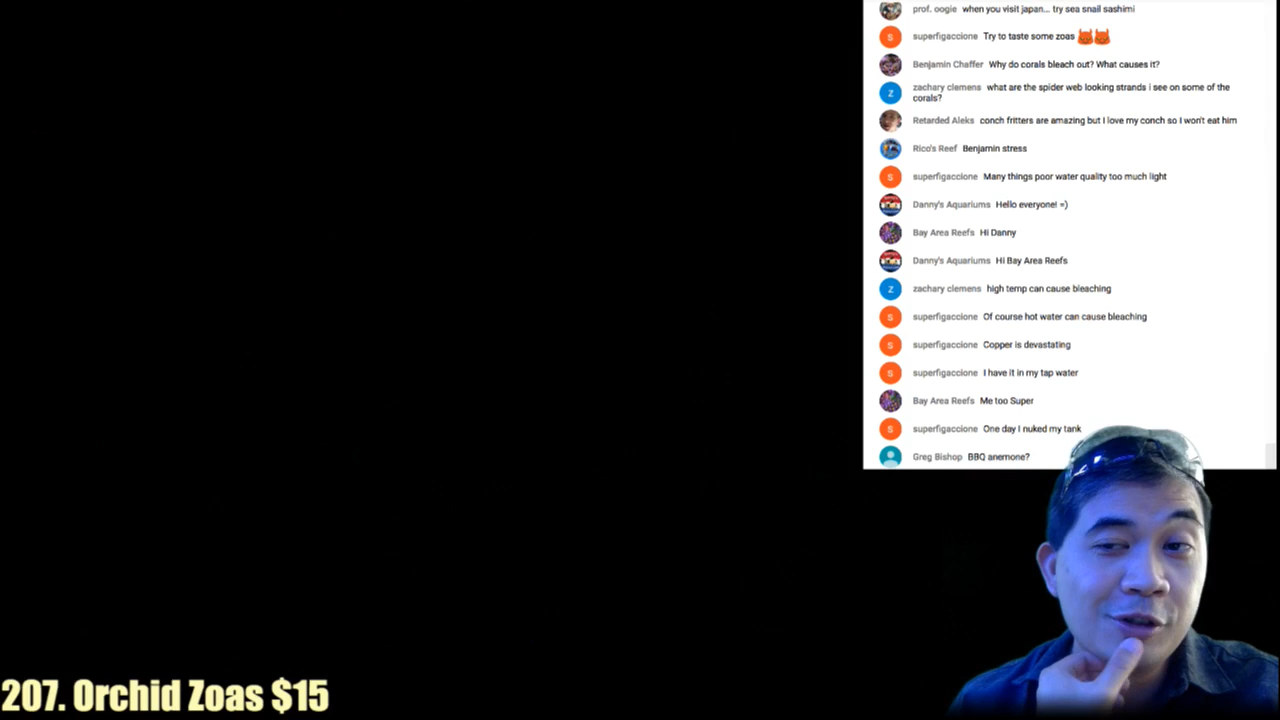 prof. oogie when you visit japan... try sea snail sashimi
S superfigaccione Try to taste some zoas
Benjamin Chaffer Why do corals bleach out? What causes it?
Z zachary clemens what are the spider web looking strands i see on some of the
corals?
Retarded Aleks conch fritters are amazing but I love my conch so I won't eat him
Rico's Reef Benjamin stress
S superfigaccione Many things poor water quality too much light
Danny's Aquariums Hello everyone! =)
Bay Area Reefs Hi Danny
Danny's Aquariums Hi Bay Area Reefs
Z zachary clemens high temp can cause bleaching
S superfigaccione Of course hot water can cause bleaching
S superfigaccione Copper is devastating
S superfigaccione I have it in my tap water
Bay Area Reefs Me too Super
S superfigaccione One day I nuked my tank
Greg Bishop BBQ anemone?
207. Orchid Zoas $15